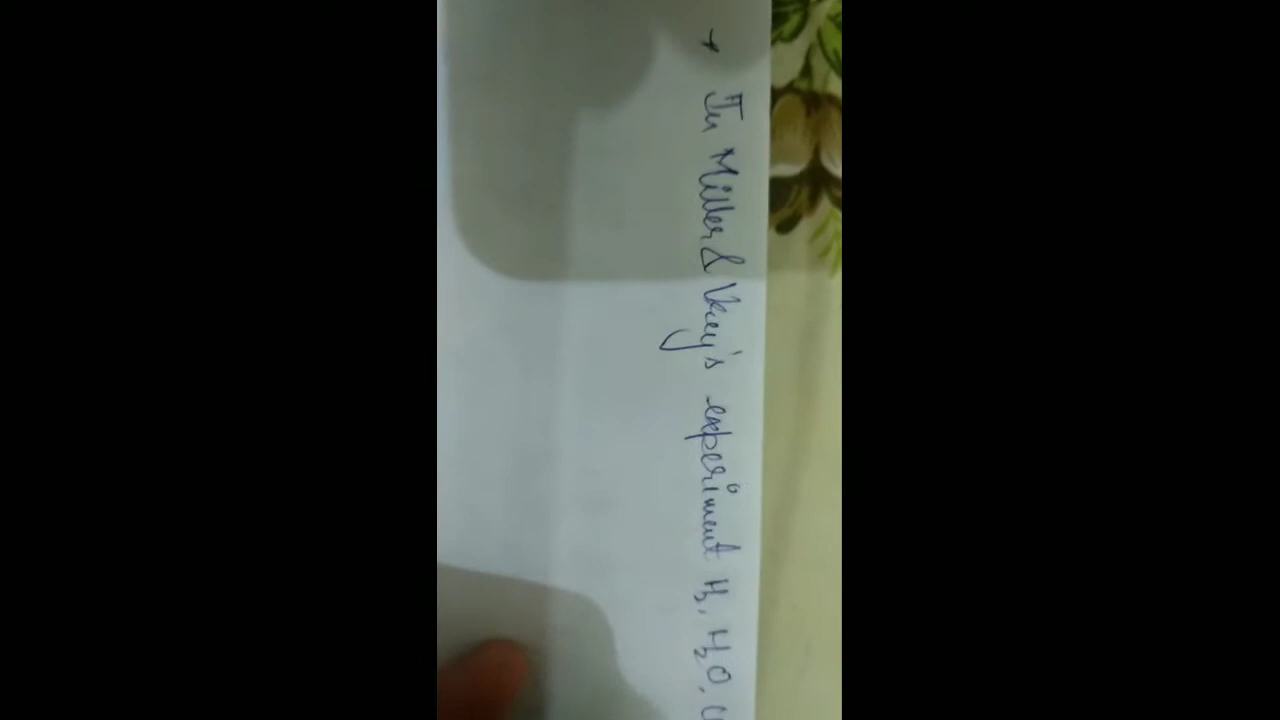 * In Miller & Urey's experiment H₂, H₂O, C